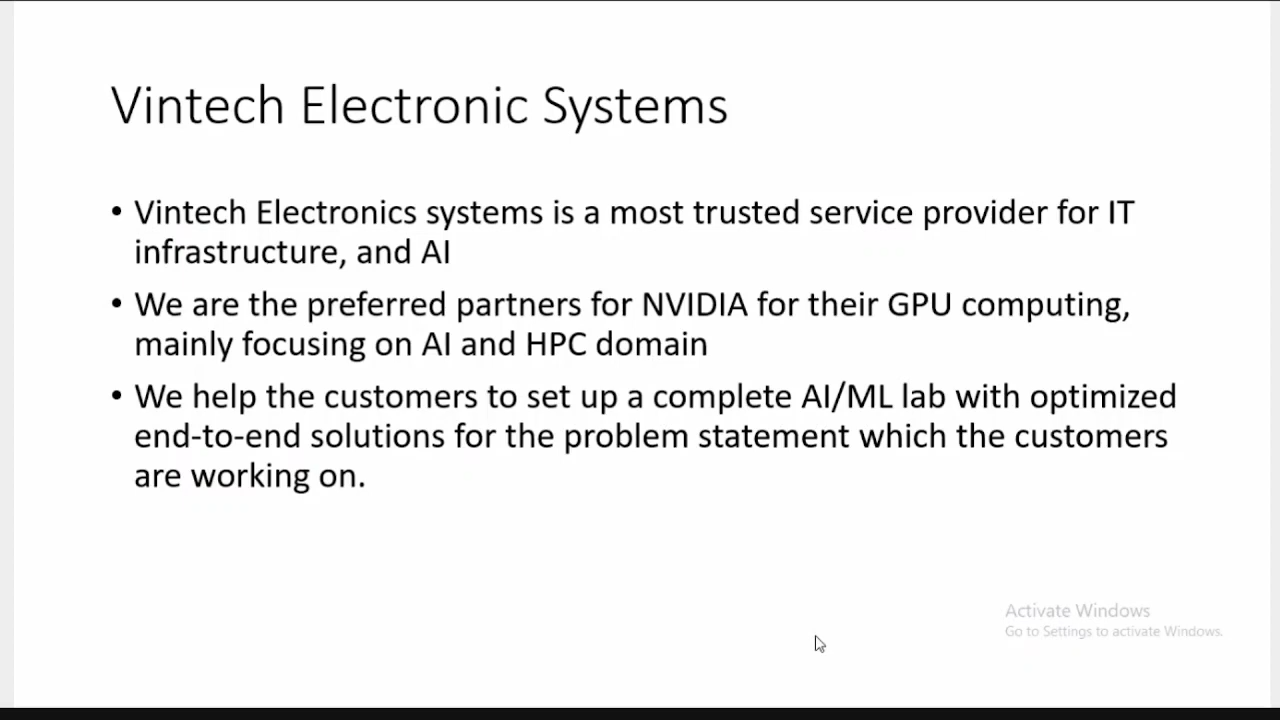 Vintech Electronic Systems
• Vintech Electronics systems is a most trusted service provider for IT
infrastructure, and AI
• We are the preferred partners for NVIDIA for their GPU computing,
mainly focusing on AI and HPC domain
• We help the customers to set up a complete AI/ML lab with optimized
end-to-end solutions for the problem statement which the customers
are working on.
Activate Windows
Go to Settings to activate Windows.